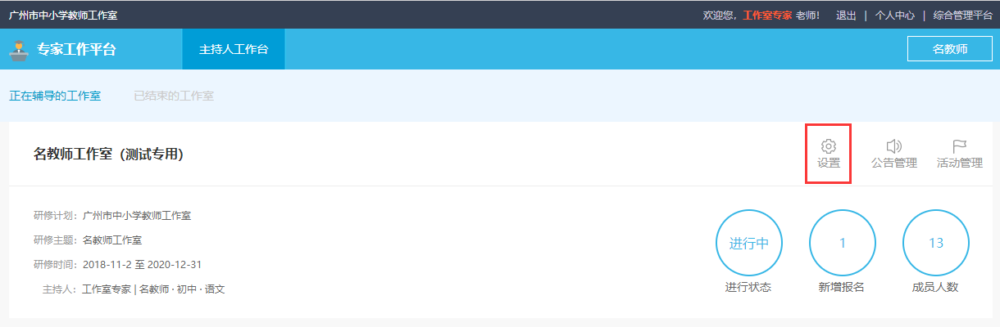 广州市中小学教师工作室 欢迎您，工作室专家 老师! 退出 | 个人中心 | 综合管理平台
专家工作平台 主持人工作台 名教师
正在辅导的工作室 已结束的工作室
名教师工作室（测试专用） 设置 公告管理 活动管理
研修计划：广州市中小学教师工作室
研修主题：名教师工作室
研修时间：2018-11-2 至 2020-12-31
主持人：工作室专家 | 名教师 · 初中 · 语文
进行中 1 13
进行状态 新增报名 成员人数